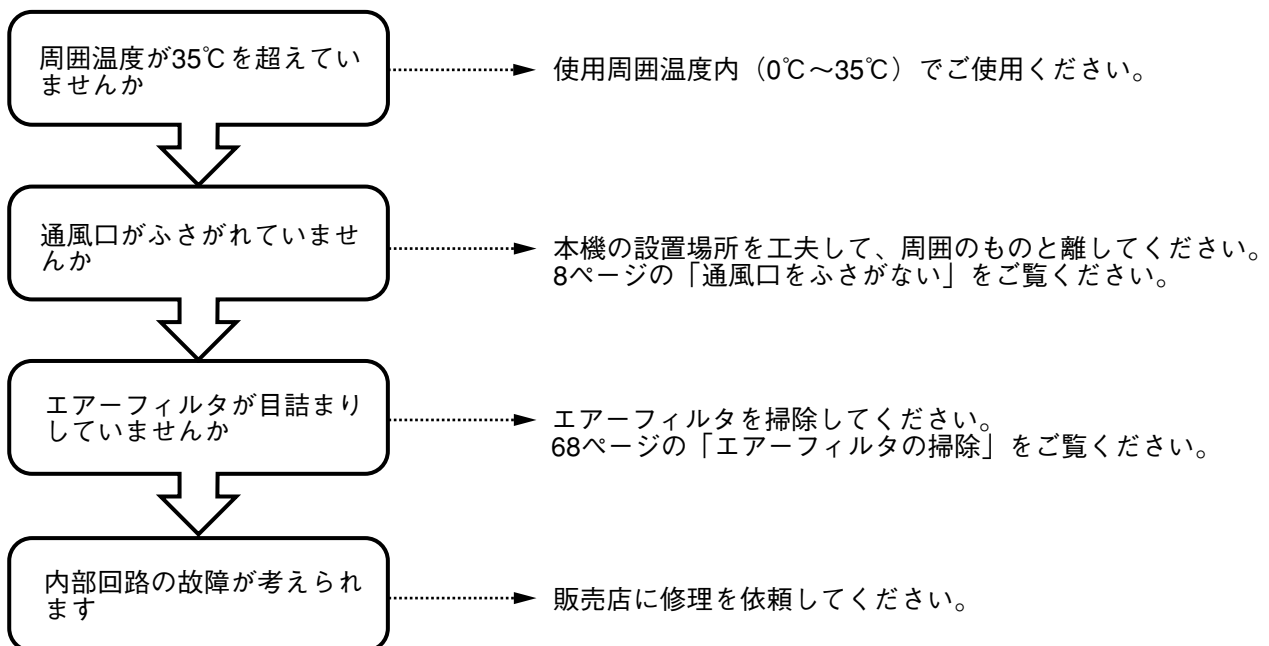 周囲温度が35℃を超えてい
ませんか
使用周囲温度内（0℃～35℃）でご使用ください。
通風口がふさがれていませ
んか
本機の設置場所を工夫して、周囲のものと離してください。
8ページの「通風口をふさがない」をご覧ください。
エアーフィルタが目詰まり
していませんか
エアーフィルタを掃除してください。
68ページの「エアーフィルタの掃除」をご覧ください。
内部回路の故障が考えられ
ます
販売店に修理を依頼してください。